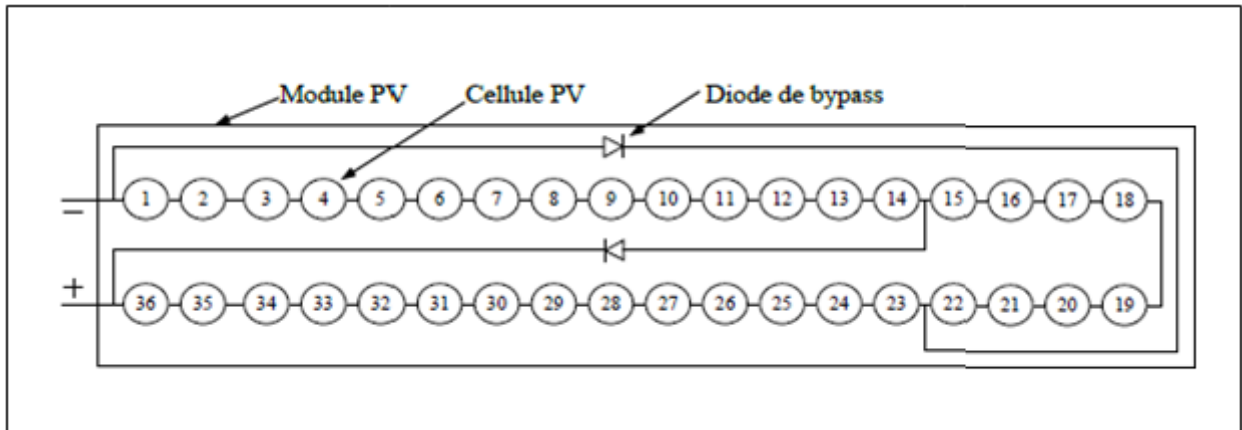 Module PV Cellule PV Diode de bypass
− 1 2 3 4 5 6 7 8 9 10 11 12 13 14 15 16 17 18
+ 36 35 34 33 32 31 30 29 28 27 26 25 24 23 22 21 20 19